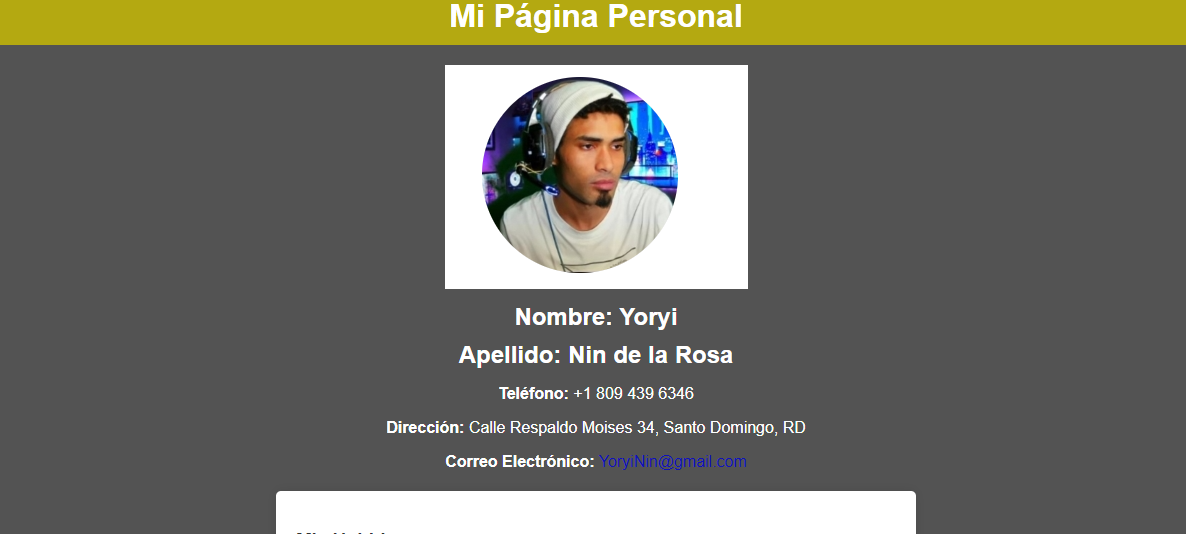 Mi Página Personal
Nombre: Yoryi
Apellido: Nin de la Rosa
Teléfono: +1 809 439 6346
Dirección: Calle Respaldo Moises 34, Santo Domingo, RD
Correo Electrónico: YoryiNin@gmail.com